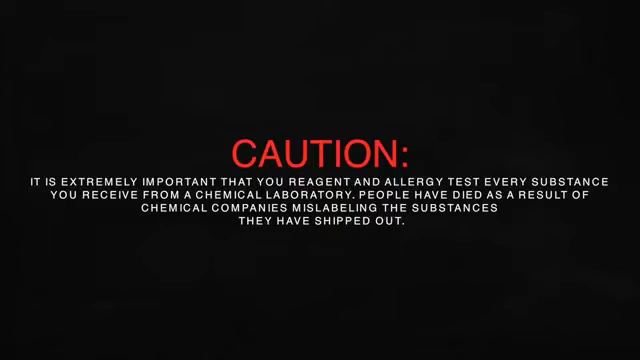 CAUTION:
IT IS EXTREMELY IMPORTANT THAT YOU REAGENT AND ALLERGY TEST EVERY SUBSTANCE
YOU RECEIVE FROM A CHEMICAL LABORATORY. PEOPLE HAVE DIED AS A RESULT OF
CHEMICAL COMPANIES MISLABELING THE SUBSTANCES
THEY HAVE SHIPPED OUT.